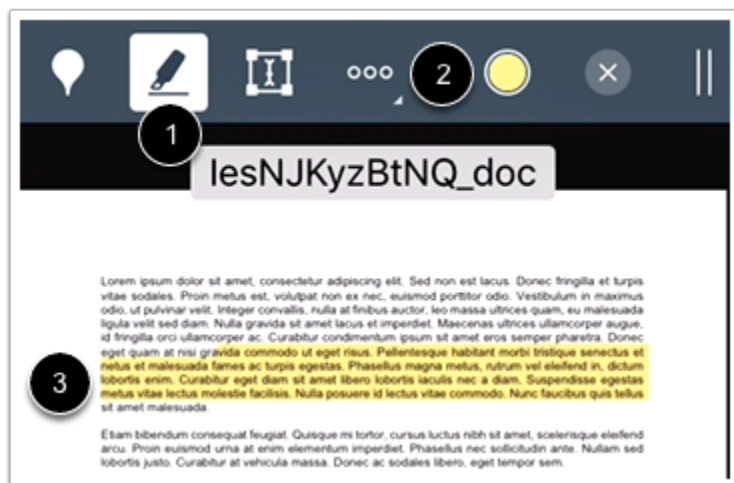 1
2
lesNJKyzBtNQ_doc
Lorem ipsum dolor sit amet, consectetur adipiscing elit. Sed non est lacus. Donec fringilla et turpis
vitae sodales. Proin metus est, volutpat non ex nec, euismod porttitor odio. Vestibulum in maximus
odio, ut pulvinar velit. Integer convallis, nulla at finibus auctor, leo massa ultrices quam, eu malesuada
ligula velit sed diam. Nulla gravida sit amet lacus et imperdiet. Maecenas ultrices ullamcorper augue,
id fringilla orci ullamcorper ac. Curabitur condimentum ipsum sit amet eros semper pharetra. Donec
eget quam at nisi gravida commodo ut eget risus. Pellentesque habitant morbi tristique senectus et
netus et malesuada fames ac turpis egestas. Phasellus magna metus, rutrum vel eleifend in, dictum
3
lobortis enim. Curabitur eget diam sit amet libero lobortis iaculis nec a diam. Suspendisse egestas
metus vitae lectus molestie facilisis. Nulla posuere id lectus vitae commodo. Nunc faucibus quis tellus
sit amet malesuada.
Etiam bibendum consequat feugiat. Quisque mi tortor, cursus luctus nibh sit amet, scelerisque eleifend
arcu. Proin euismod urna at enim elementum imperdiet. Phasellus nec sollicitudin ante. Nullam sed
lobortis justo. Curabitur at vehicula massa. Donec ac sodales libero, eget tempor sem.